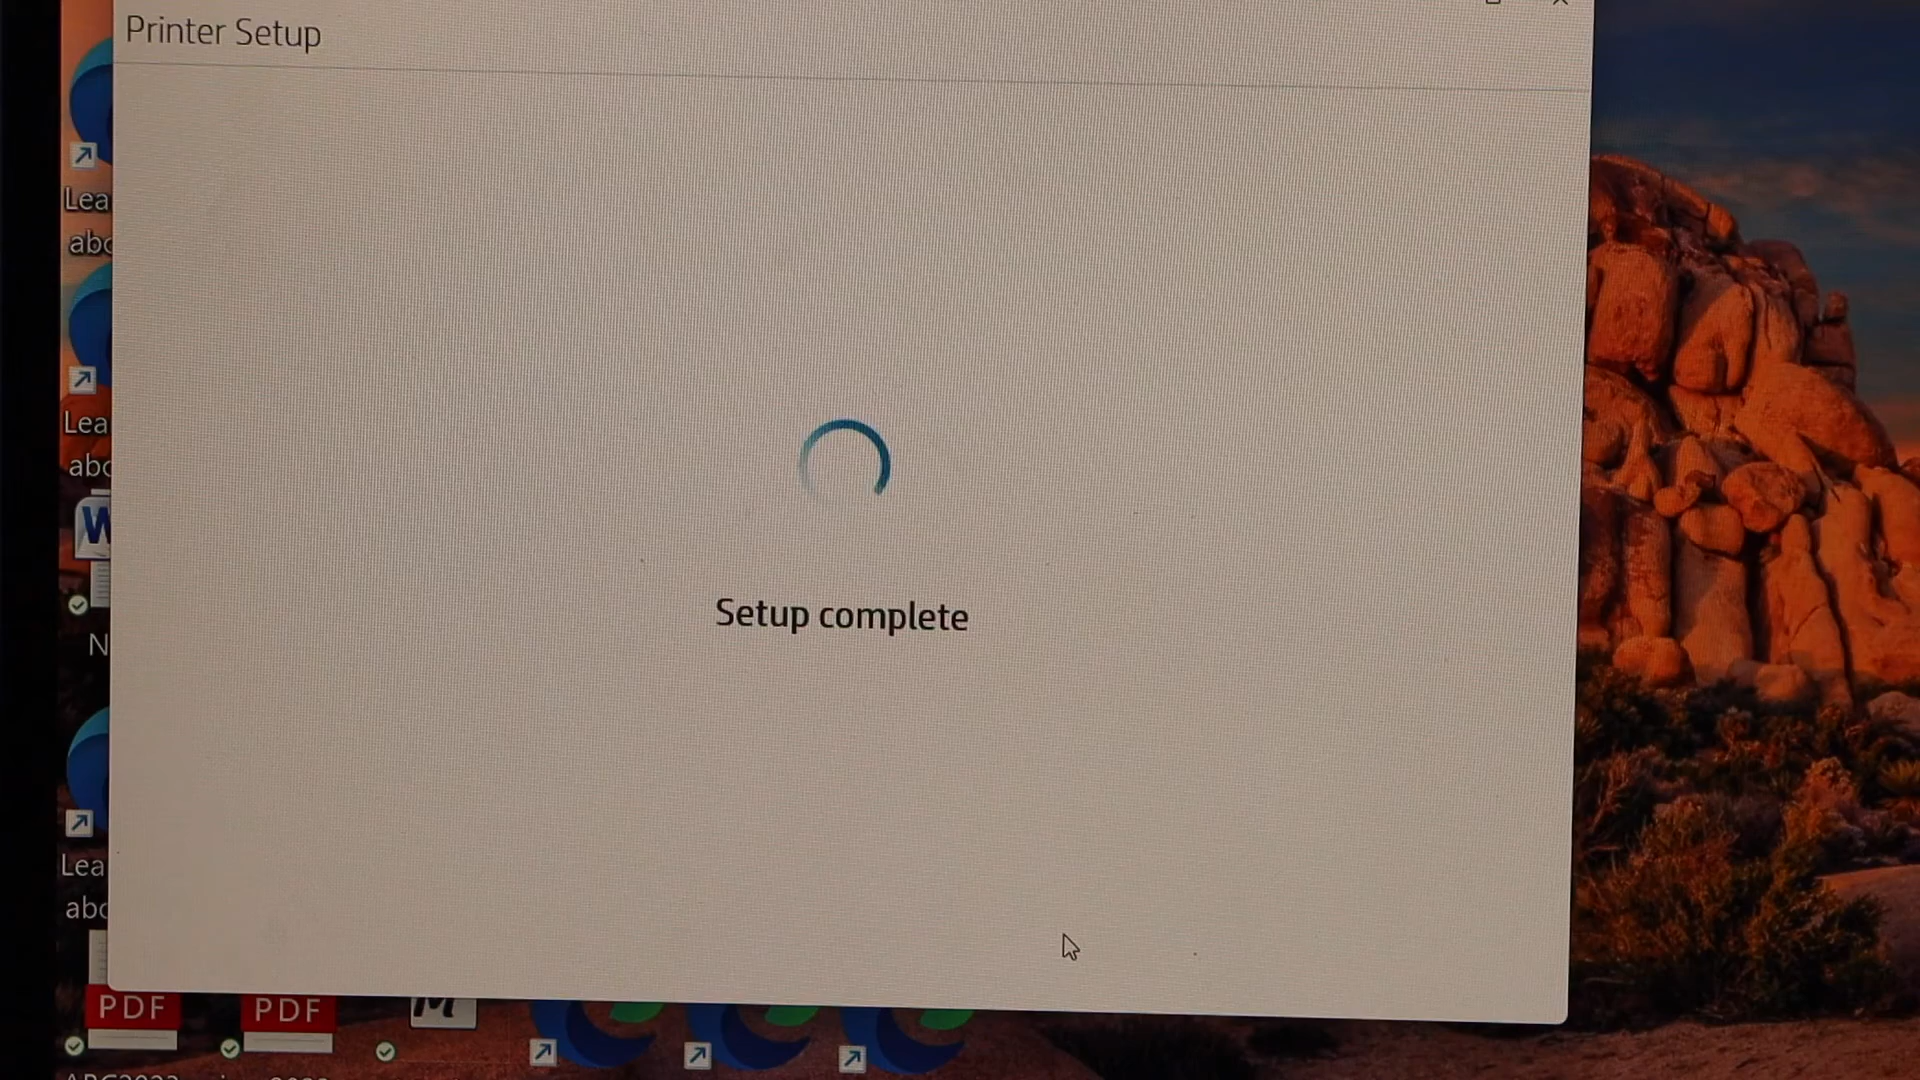 Printer Setup
Lea
abc
Lea
abc
W
N
Setup complete
Lea
abc
PDF
PDF
M